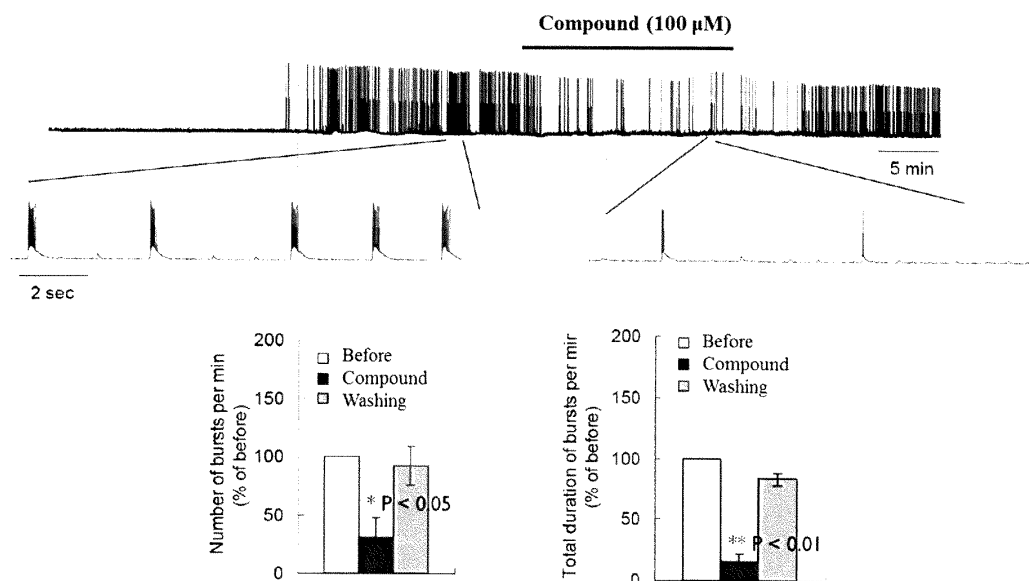 Compound (100 µM)
5 min
2 sec
Number of bursts per min
(% of before)
200
150
100
50
0
Before
Compound
Washing
* P < 0.05
Total duration of bursts per mir
(% of before)
200
150
100
50
0
Before
Compound
Washing
** P < 0.01